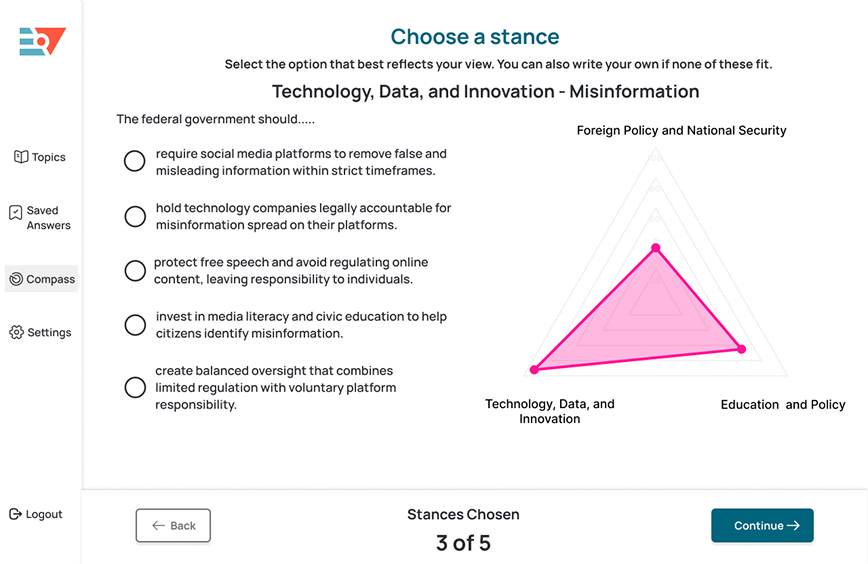 Choose a stance
Select the option that best reflects your view. You can also write your own if none of these fit.
Technology, Data, and Innovation - Misinformation
The federal government should.....
require social media platforms to remove false and
misleading information within strict timeframes.
hold technology companies legally accountable for
misinformation spread on their platforms.
protect free speech and avoid regulating online
content, leaving responsibility to individuals.
invest in media literacy and civic education to help
citizens identify misinformation.
create balanced oversight that combines
limited regulation with voluntary platform
responsibility.
Foreign Policy and National Security
Technology, Data, and
Innovation
Education  and Policy
Topics
Saved
Answers
Compass
Settings
Logout
Back
Stances Chosen
3 of 5
Continue